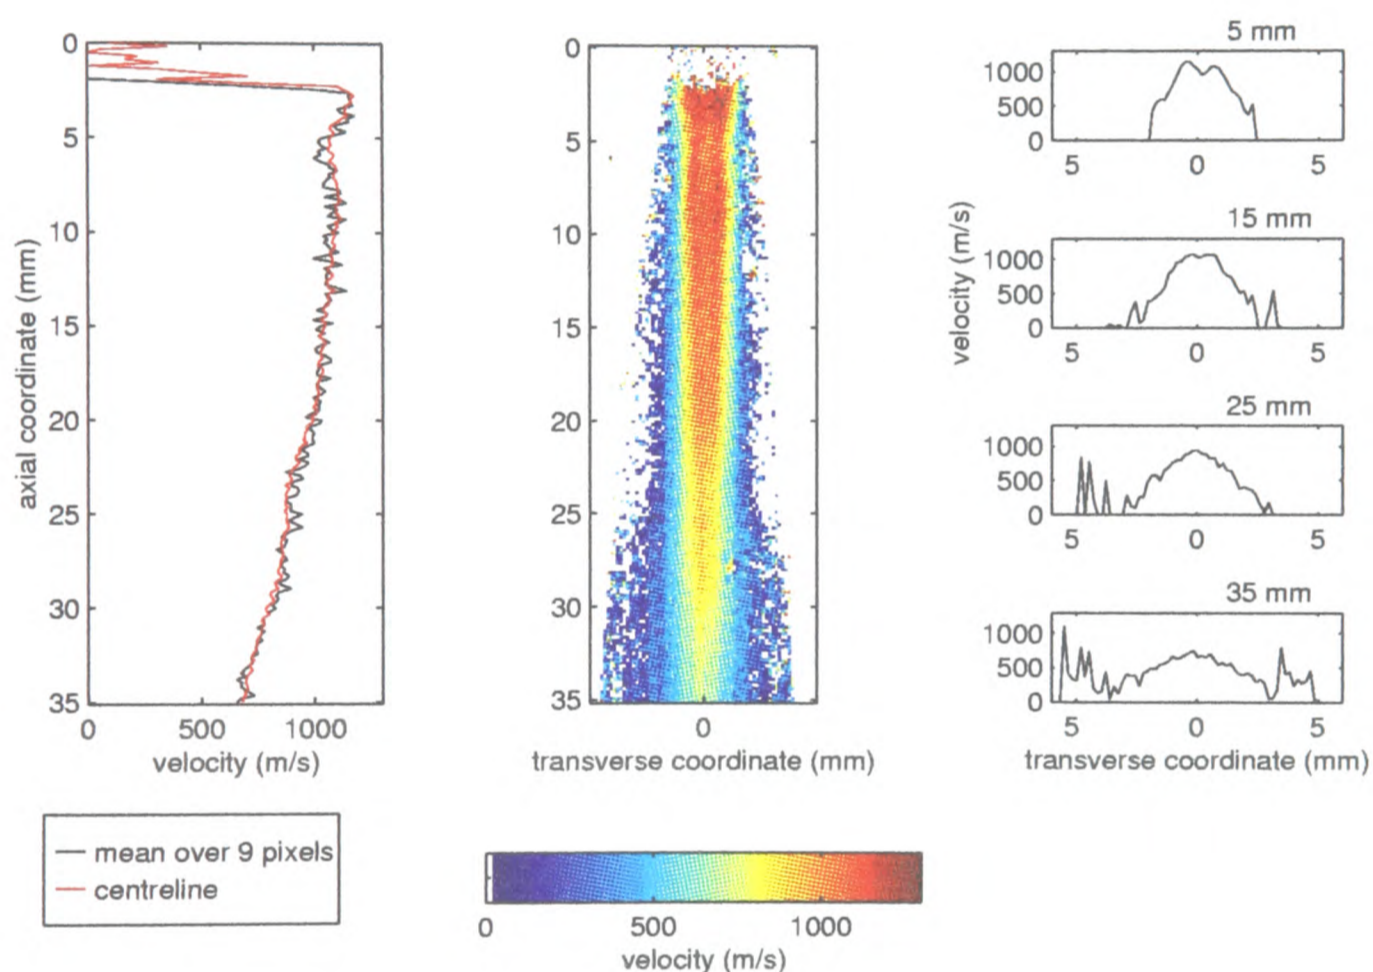 0
5
10
15
20
25
30
35
0 500 1000
axial coordinate (mm)
velocity (m/s)
0
5
10
15
20
25
30
35
0
transverse coordinate (mm)
velocity (m/s)
5 mm
1000
500
0
5 0 5
15 mm
1000
500
0
5 0 5
25 mm
1000
500
0
5 0 5
35 mm
1000
500
0
5 0 5
transverse coordinate (mm)
mean over 9 pixels
centreline
0 500 1000
velocity (m/s)